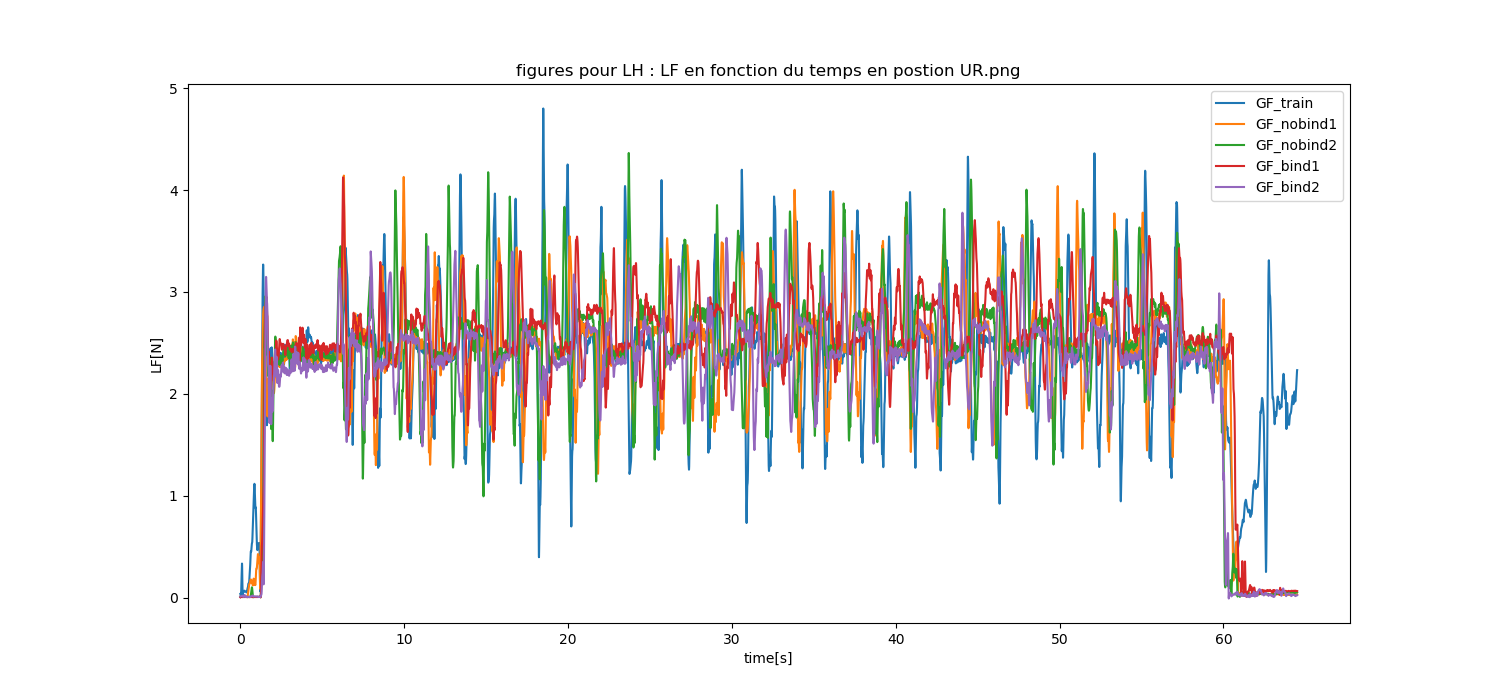 figures pour LH : LF en fonction du temps en postion UR.png
GF_train
GF_nobind1
GF_nobind2
GF_bind1
GF_bind2
LF[N]
5
4
3
2
1
0
0 10 20 30 40 50 60
time[s]